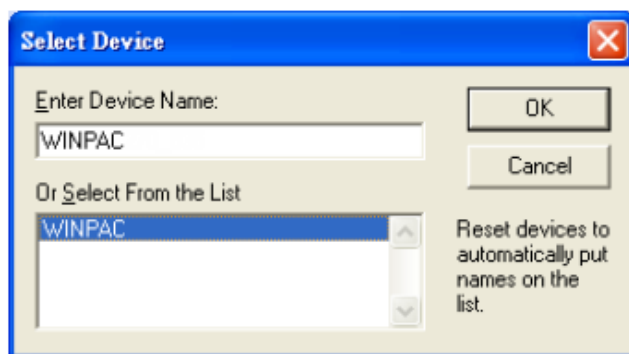 Select Device
Enter Device Name:
OK
WINPAC
Cancel
Or Select From the List
WINPAC
Reset devices to
automatically put
names on the
list.